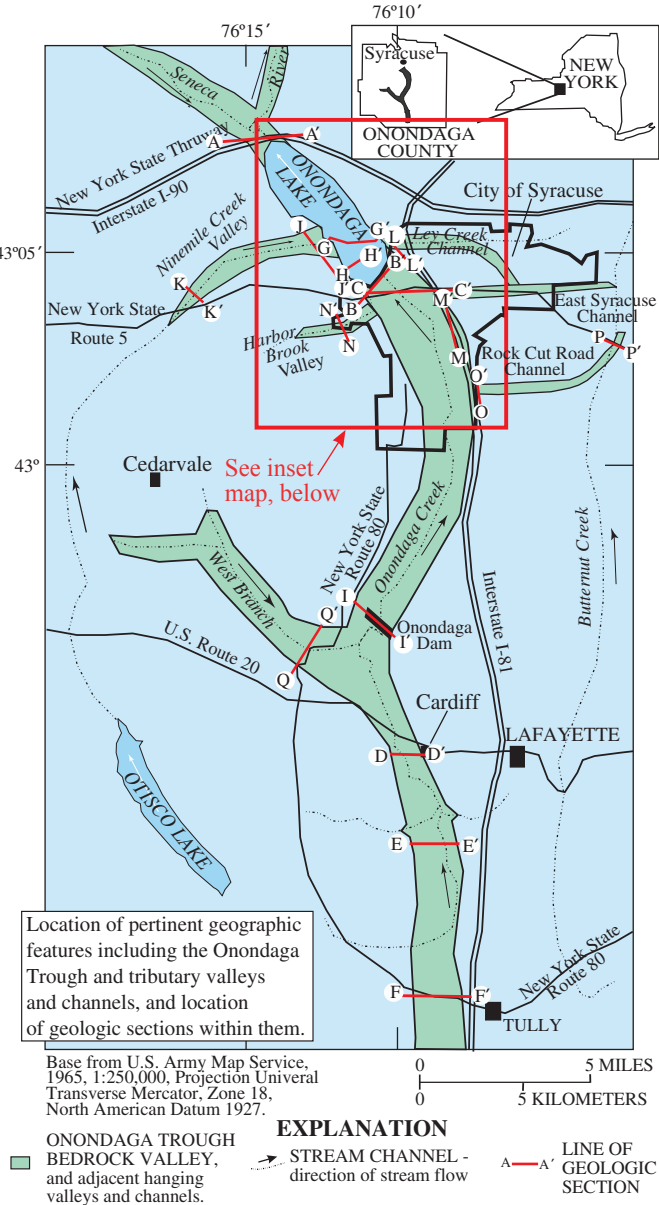 76º15′
76º10′
Syracuse
NEW
YORK
ONONDAGA
COUNTY
Seneca
River
A
A′
New York State Thruway
Interstate I-90
ONONDAGA
LAKE
City of Syracuse
Ninemile Creek
Valley
J
G
G′
L
Ley Creek
Channel
43º05′
H
H′
B′
L′
K
K′
J′
C
C′
New York State
Route 5
N′
B
M′
East Syracuse
Channel
Harbor
Brook
Valley
N
M
Rock Cut Road
Channel
P
P′
O′
O
43º
Cedarvale
See inset
map, below
New York State
Route 80
Onondaga Creek
Butternut Creek
West Branch
I
Q′
Onondaga
Dam
I′
Interstate I-81
U.S. Route 20
Q
Cardiff
LAFAYETTE
D
D′
OTISCO LAKE
E
E′
Location of pertinent geographic
features including the Onondaga
Trough and tributary valleys
and channels, and location
of geologic sections within them.
F
F′
New York State
Route 80
TULLY
Base from U.S. Army Map Service,
1965, 1:250,000, Projection Univeral
Transverse Mercator, Zone 18,
North American Datum 1927.
0 5 MILES
0 5 KILOMETERS
EXPLANATION
ONONDAGA TROUGH
BEDROCK VALLEY,
and adjacent hanging
valleys and channels.
STREAM CHANNEL -
direction of stream flow
A A′
LINE OF
GEOLOGIC
SECTION